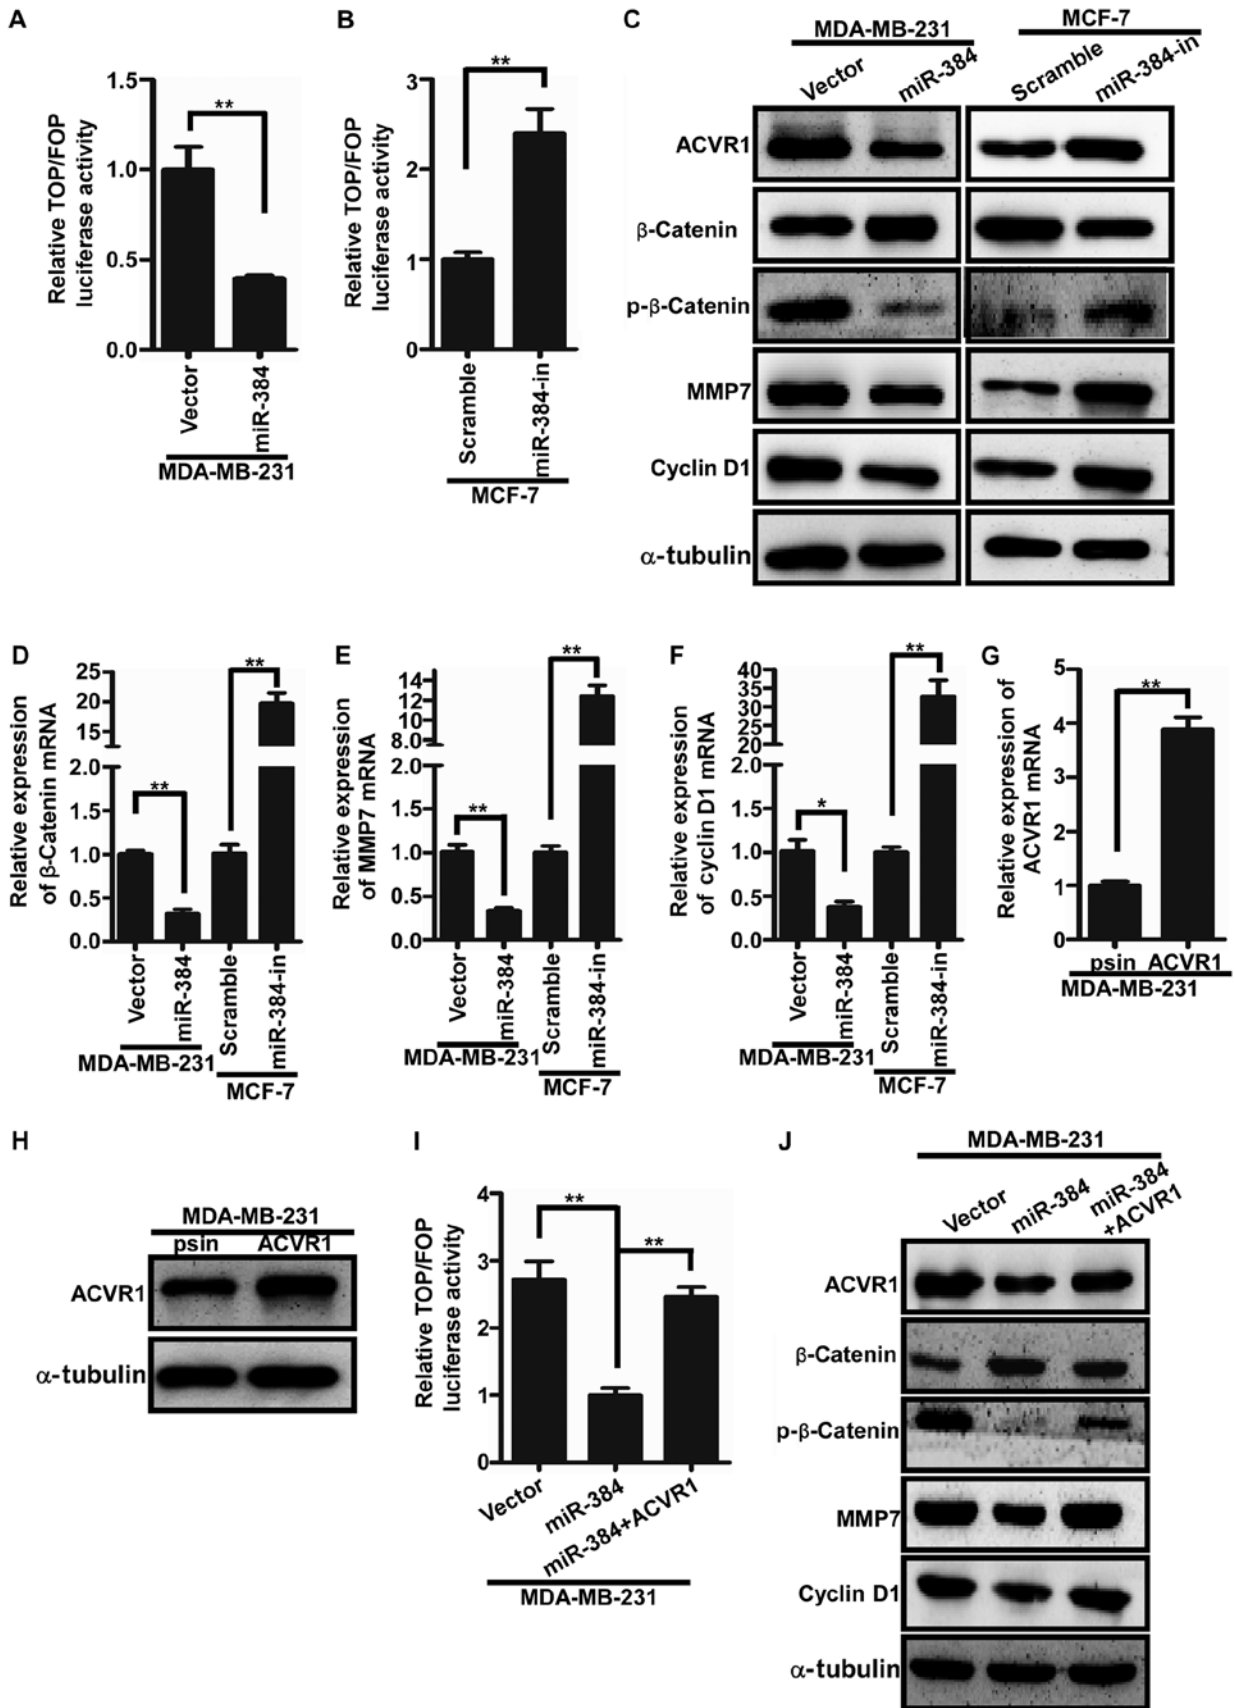 A
Relative TOP/FOP
luciferase activity
1.5
1.0
0.5
0.0
**
Vector
miR-384
MDA-MB-231
B
Relative TOP/FOP
luciferase activity
3
2
1
0
**
Scramble
miR-384-in
MCF-7
C
MDA-MB-231
MCF-7
Vector
miR-384
Scramble
miR-384-in
ACVR1
β-Catenin
p-β-Catenin
MMP7
Cyclin D1
α-tubulin
D
Relative expression
of β-Catenin mRNA
25
20
15
10
5
2.0
1.5
1.0
0.5
0.0
**
**
Vector
miR-384
Scramble
miR-384-in
MDA-MB-231
MCF-7
E
Relative expression
of MMP7 mRNA
14
12
10
8.0
2.0
1.5
1.0
0.5
0.0
**
**
Vector
miR-384
Scramble
miR-384-in
MDA-MB-231
MCF-7
F
Relative expression
of cyclin D1 mRNA
40
35
30
25
20
2.0
1.5
1.0
0.5
0.0
*
**
Vector
miR-384
Scramble
miR-384-in
MDA-MB-231
MCF-7
G
Relative expression of
ACVR1 mRNA
5
4
3
2
1
0
**
psin ACVR1
MDA-MB-231
H
MDA-MB-231
psin ACVR1
ACVR1
α-tubulin
I
Relative TOP/FOP
luciferase activity
4
3
2
1
0
**
**
Vector
miR-384
miR-384+ACVR1
MDA-MB-231
J
MDA-MB-231
Vector
miR-384
miR-384
+ACVR1
ACVR1
β-Catenin
p-β-Catenin
MMP7
Cyclin D1
α-tubulin